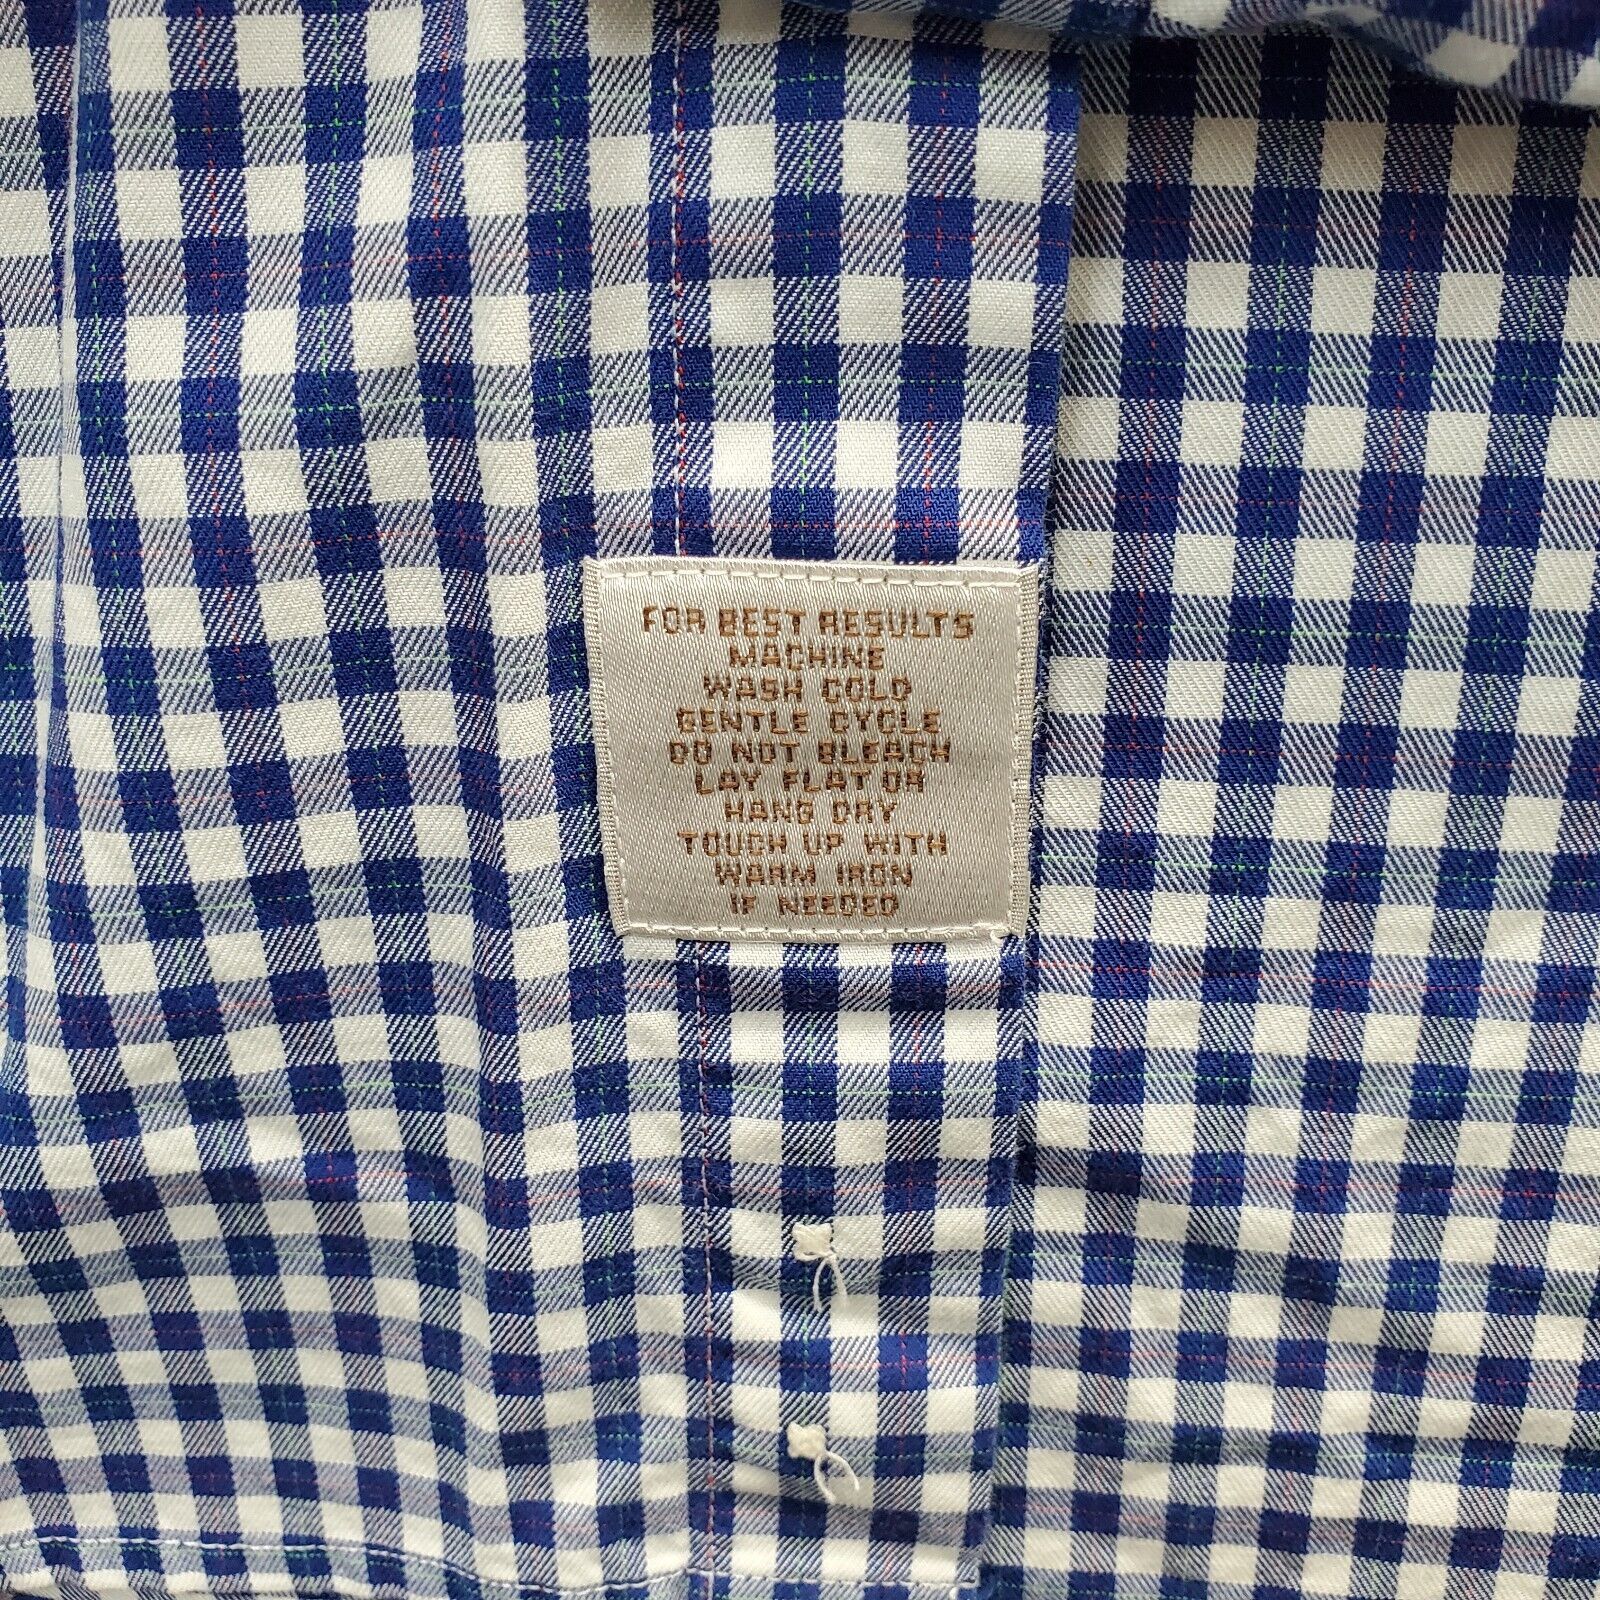 FOR BEST RESULTS
MACHINE
WASH COLD
GENTLE CYCLE
DO NOT BLEACH
LAY FLAT OR
HANG DRY
TOUCH UP WITH
WARM IRON
IF NEEDED